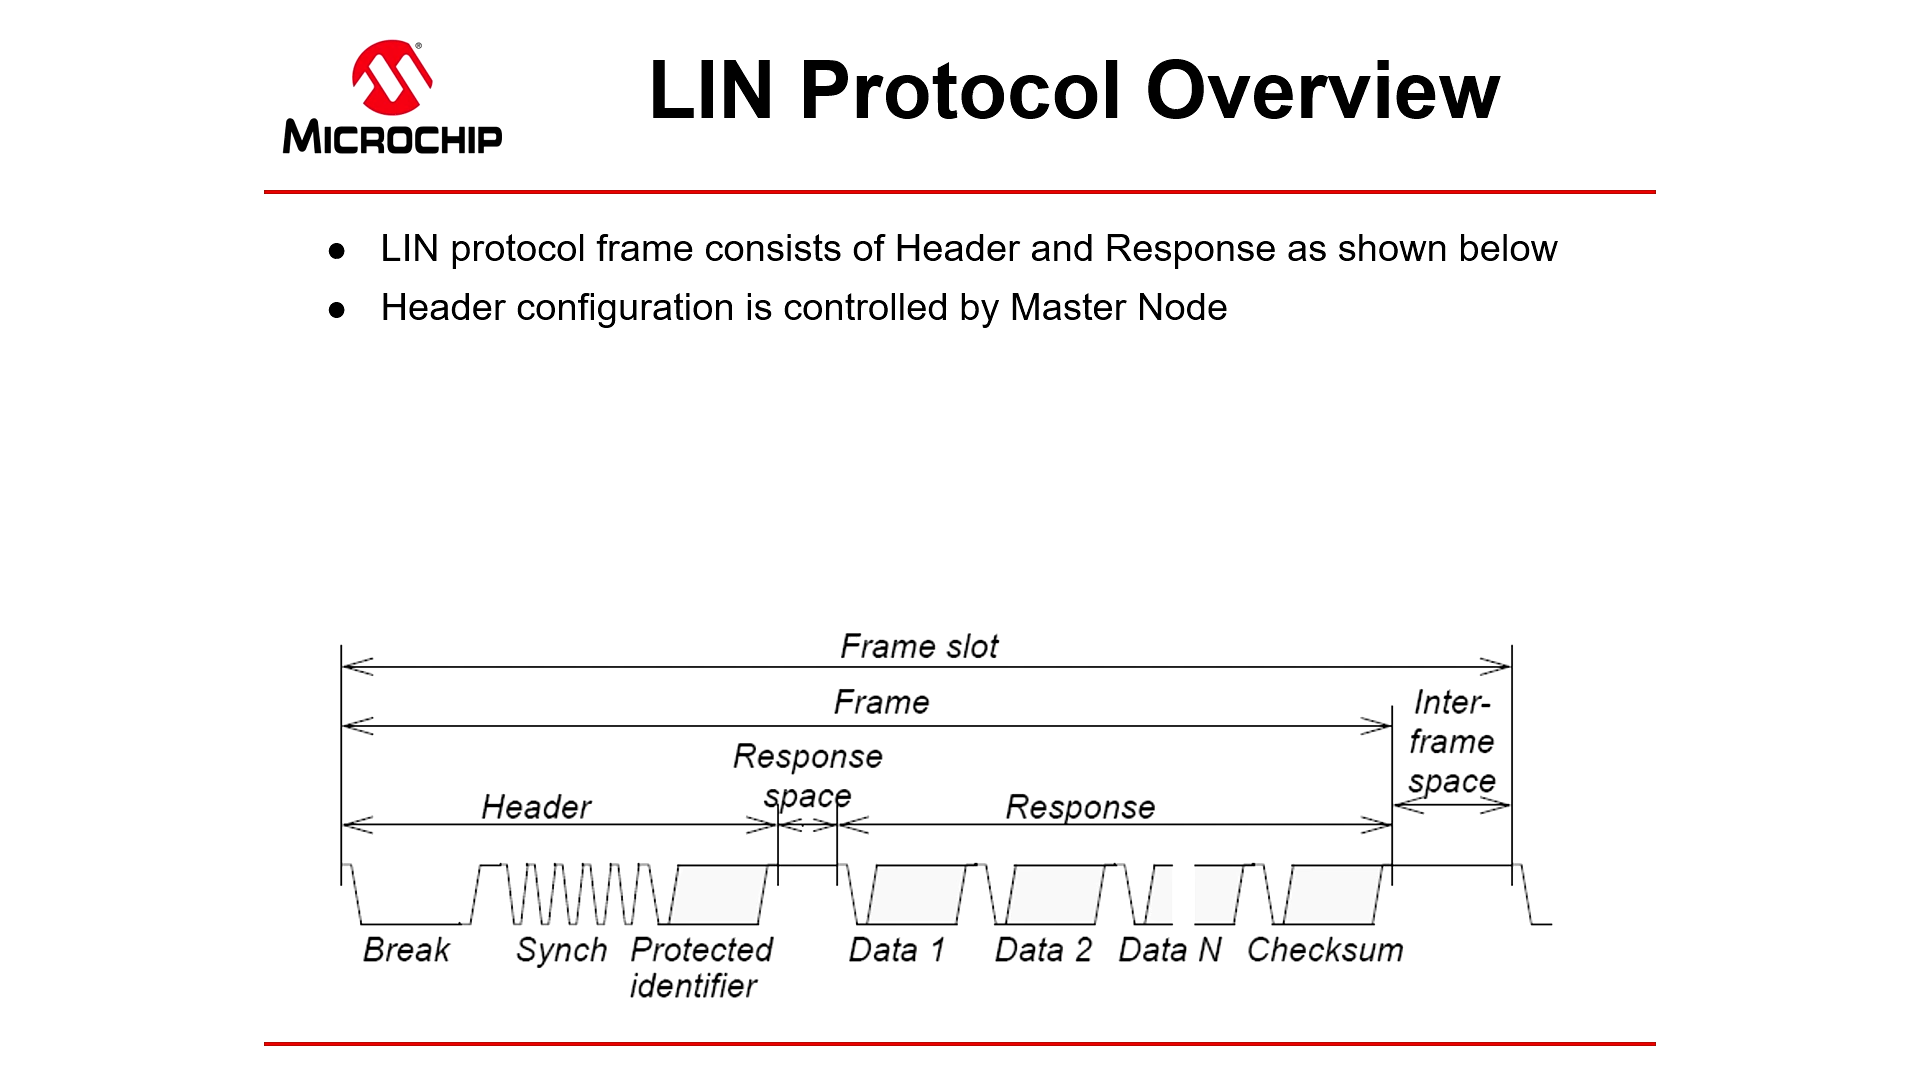 MICROCHIP
®
LIN Protocol Overview
● LIN protocol frame consists of Header and Response as shown below
● Header configuration is controlled by Master Node
Frame slot
Frame
Inter-
frame
space
Response
space
Header
Response
Break
Synch
Protected
identifier
Data 1
Data 2
Data N
Checksum